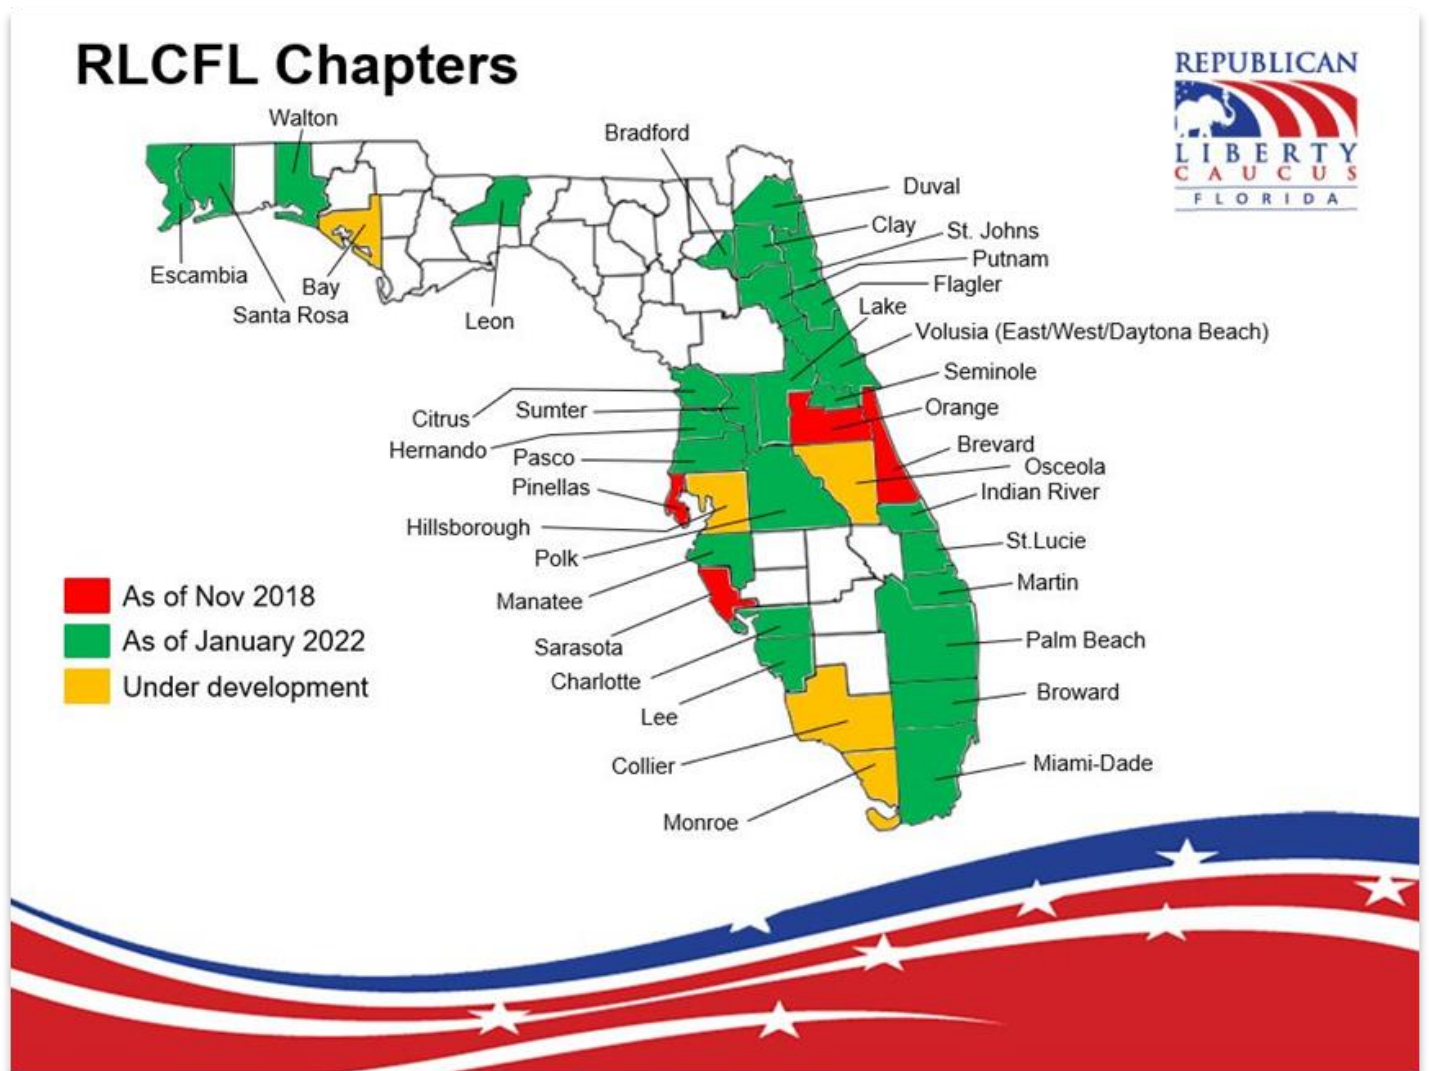 RLCFL Chapters
REPUBLICAN
LIBERTY
CAUCUS
FLORIDA
Walton
Bradford
Duval
Clay
St. Johns
Putnam
Flagler
Lake
Volusia (East/West/Daytona Beach)
Seminole
Orange
Brevard
Osceola
Indian River
St.Lucie
Martin
Palm Beach
Broward
Miami-Dade
Escambia
Bay
Santa Rosa
Leon
Citrus
Sumter
Hernando
Pasco
Pinellas
Hillsborough
Polk
Manatee
Sarasota
Charlotte
Lee
Collier
Monroe
As of Nov 2018
As of January 2022
Under development